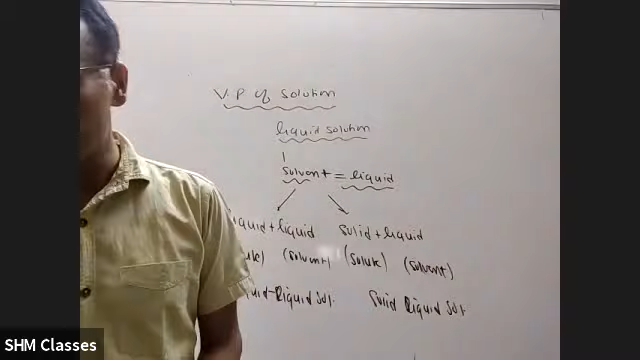 V.P of solution
liquid solution
solvent = liquid
liquid + liquid solid + liquid
(solvent) (solute) (solvent)
liquid-liquid sol. solid liquid sol.
SHM Classes